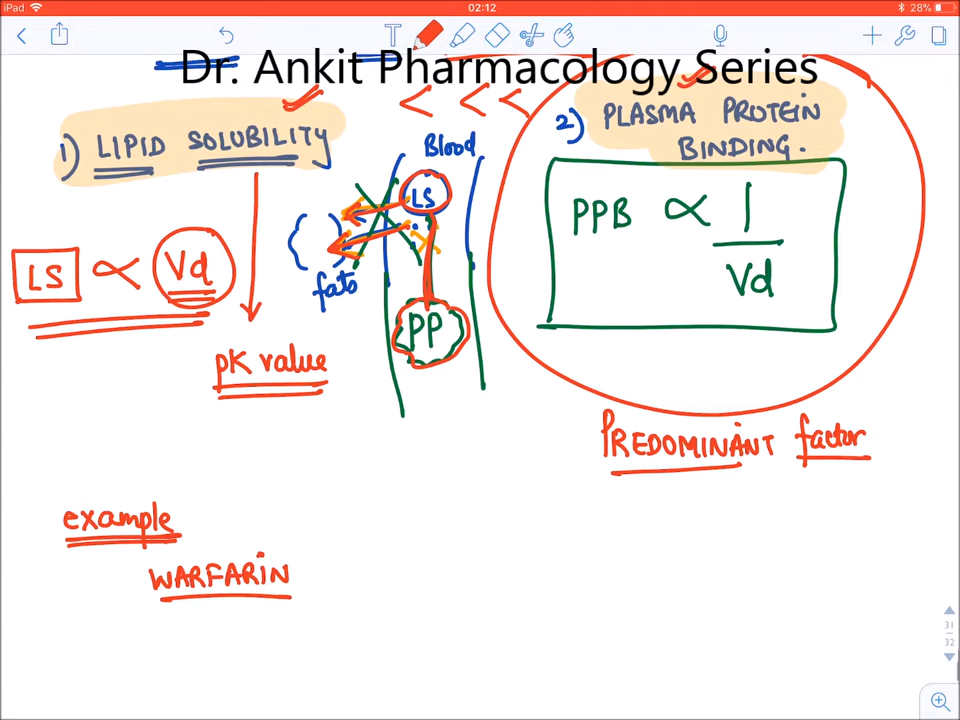 iPad
02:12
28%
Dr. Ankit Pharmacology Series
1) LIPID SOLUBILITY
2) PLASMA PROTEIN
BINDING.
Blood
LS
fats
PP
LS ∝ Vd
pK value
PPB ∝ 1
Vd
PREDOMINANT factor
example
WARFARIN
31
32